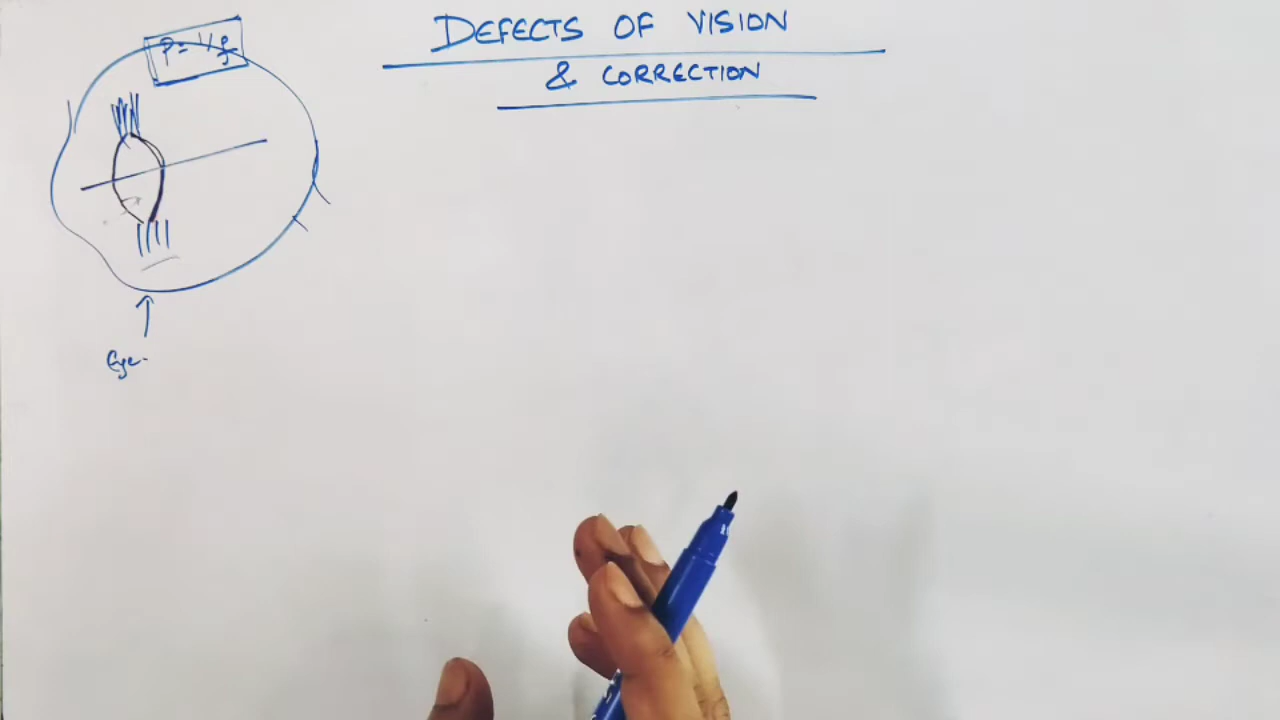 DEFECTS OF VISION
& CORRECTION
P = 1/f
Eye.